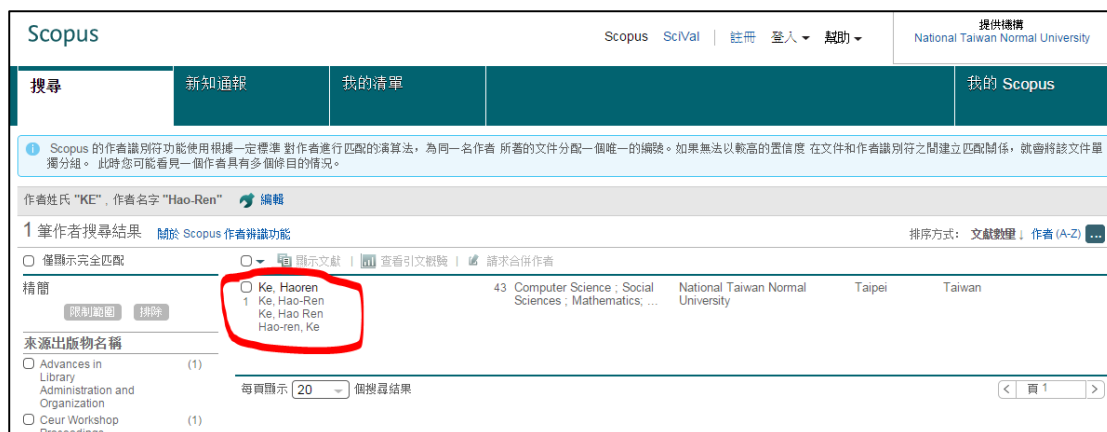 Scopus
Scopus SciVal 註冊 登入 幫助
提供機構
National Taiwan Normal University
搜尋 新知通報 我的清單 我的 Scopus
Scopus 的作者識別符功能使用根據一定標準 對作者進行匹配的演算法，為同一名作者 所著的文件分配一個唯一的編號。如果無法以較高的置信度 在文件和作者識別符之間建立匹配關係，就會將該文件單
獨分組。 此時您可能看見一個作者具有多個條目的情況。
作者姓氏 "KE" , 作者名字 "Hao-Ren" 編輯
1 筆作者搜尋結果 關於 Scopus 作者辨識功能 排序方式： 文獻數量↓ 作者 (A-Z) ...
僅顯示完全匹配 顯示文獻 | 查看引文概覽 | 請求合併作者
精簡
限制範圍 排除
來源出版物名稱
Advances in (1)
Library
Administration and
Organization
Ceur Workshop (1)
Proceedings
1 Ke, Haoren 43 Computer Science ; Social National Taiwan Normal Taipei Taiwan
Ke, Hao-Ren Sciences ; Mathematics; ... University
Ke, Hao Ren
Hao-ren, Ke
每頁顯示 20 個搜尋結果 < 頁 1 >